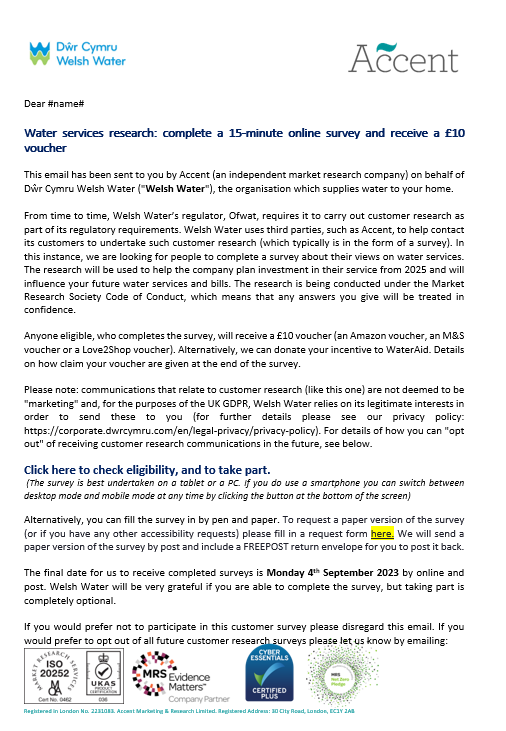 Dŵr Cymru
Welsh Water
Accent
Dear #name#
Water services research: complete a 15-minute online survey and receive a £10
voucher
This email has been sent to you by Accent (an independent market research company) on behalf of
Dŵr Cymru Welsh Water ("Welsh Water"), the organisation which supplies water to your home.
From time to time, Welsh Water's regulator, Ofwat, requires it to carry out customer research as
part of its regulatory requirements. Welsh Water uses third parties, such as Accent, to help contact
its customers to undertake such customer research (which typically is in the form of a survey). In
this instance, we are looking for people to complete a survey about their views on water services.
The research will be used to help the company plan investment in their service from 2025 and will
influence your future water services and bills. The research is being conducted under the Market
Research Society Code of Conduct, which means that any answers you give will be treated in
confidence.
Anyone eligible, who completes the survey, will receive a £10 voucher (an Amazon voucher, an M&S
voucher or a Love2Shop voucher). Alternatively, we can donate your incentive to WaterAid. Details
on how claim your voucher are given at the end of the survey.
Please note: communications that relate to customer research (like this one) are not deemed to be
"marketing" and, for the purposes of the UK GDPR, Welsh Water relies on its legitimate interests in
order to send these to you (for further details please see our privacy policy:
https://corporate.dwrcymru.com/en/legal-privacy/privacy-policy). For details of how you can "opt
out" of receiving customer research communications in the future, see below.
Click here to check eligibility, and to take part.
(The survey is best undertaken on a tablet or a PC. If you do use a smartphone you can switch between
desktop mode and mobile mode at any time by clicking the button at the bottom of the screen)
Alternatively, you can fill the survey in by pen and paper. To request a paper version of the survey
(or if you have any other accessibility requests) please fill in a request form here. We will send a
paper version of the survey by post and include a FREEPOST return envelope for you to post it back.
The final date for us to receive completed surveys is Monday 4th September 2023 by online and
post. Welsh Water will be very grateful if you are able to complete the survey, but taking part is
completely optional.
If you would prefer not to participate in this customer survey please disregard this email. If you
would prefer to opt out of all future customer research surveys please let us know by emailing:
MARKET RESEARCH SERVICES
ISO
20252
Cert No. 0462
UKAS
PRODUCT
CERTIFICATION
036
MRS Evidence
Matters™
Company Partner
CYBER
ESSENTIALS
CERTIFIED
PLUS
MRS
Net Zero
Pledge
Registered in London No. 2231083. Accent Marketing & Research Limited. Registered Address: 30 City Road, London, EC1Y 2AB